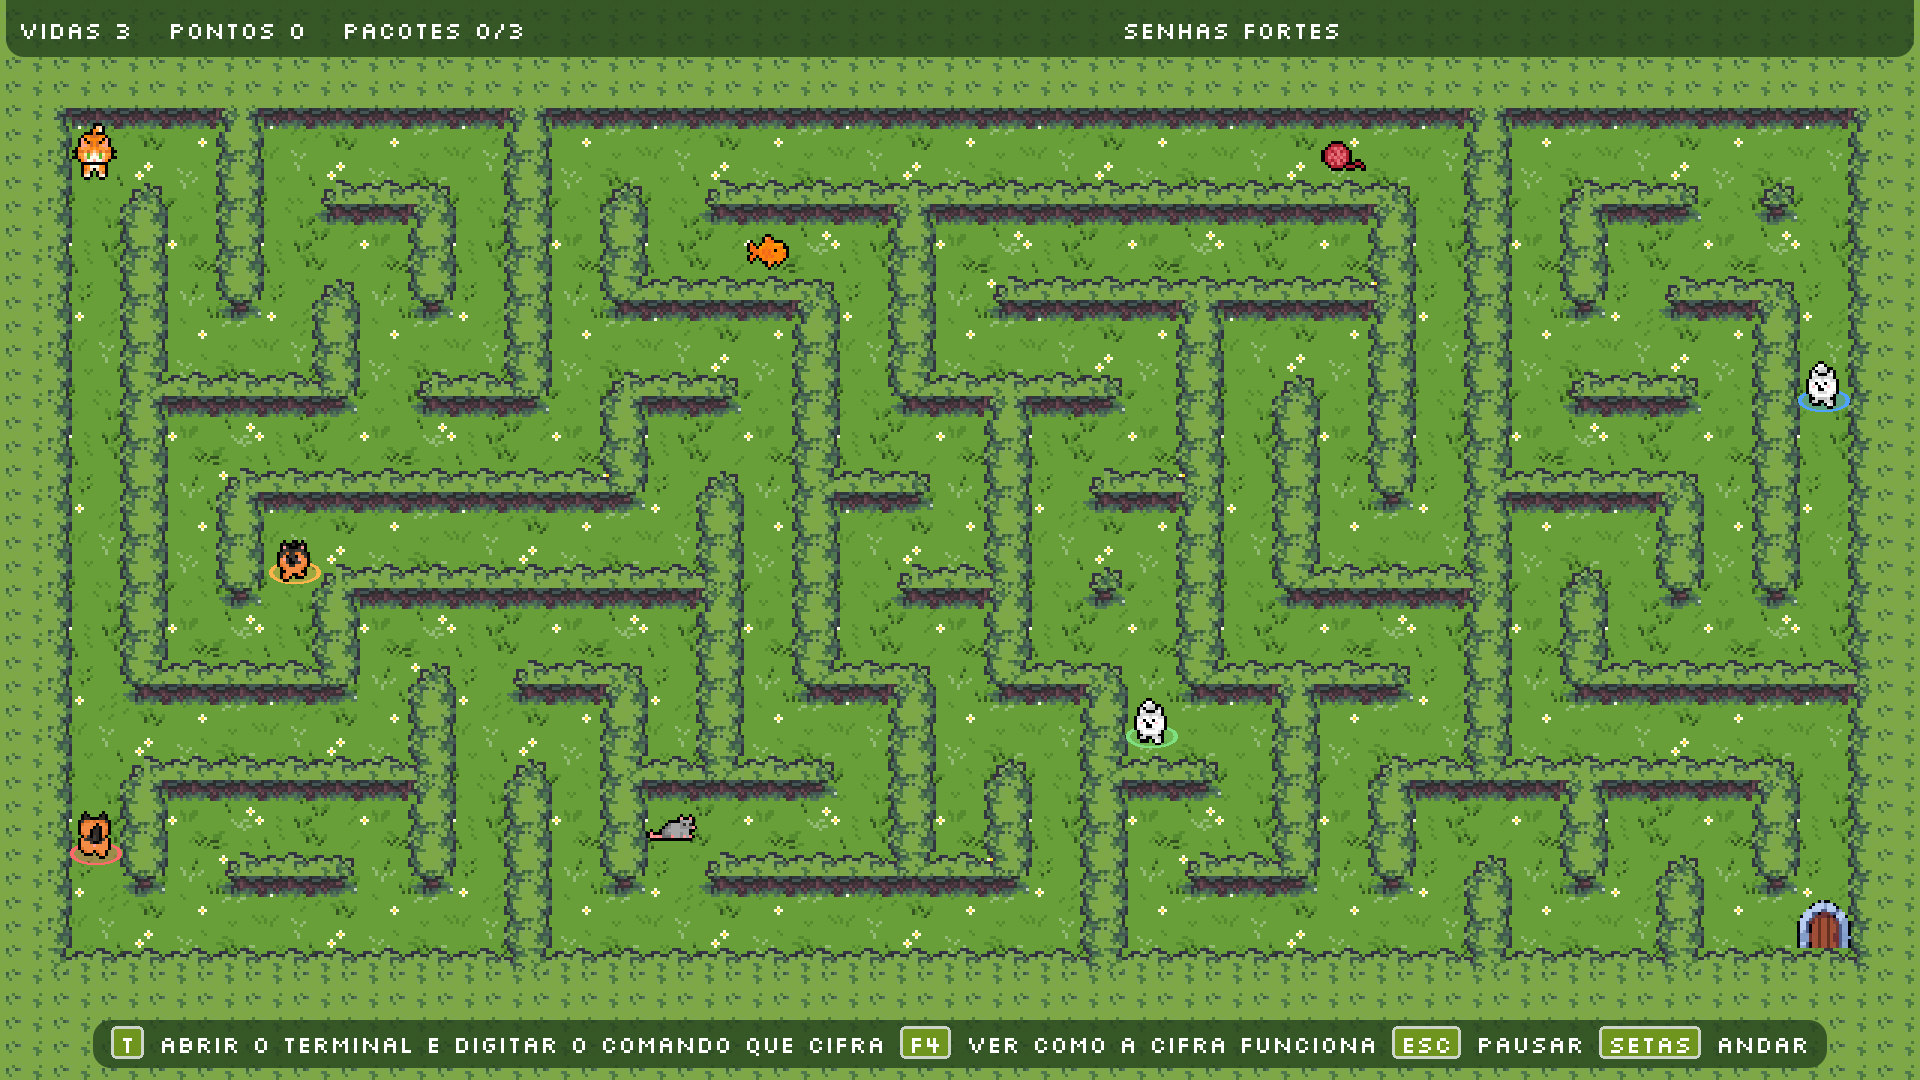 VIDAS 3 PONTOS 0 PACOTES 0/3 SENHAS FORTES
T ABRIR O TERMINAL E DIGITAR O COMANDO QUE CIFRA F4 VER COMO A CIFRA FUNCIONA ESC PAUSAR SETAS ANDAR